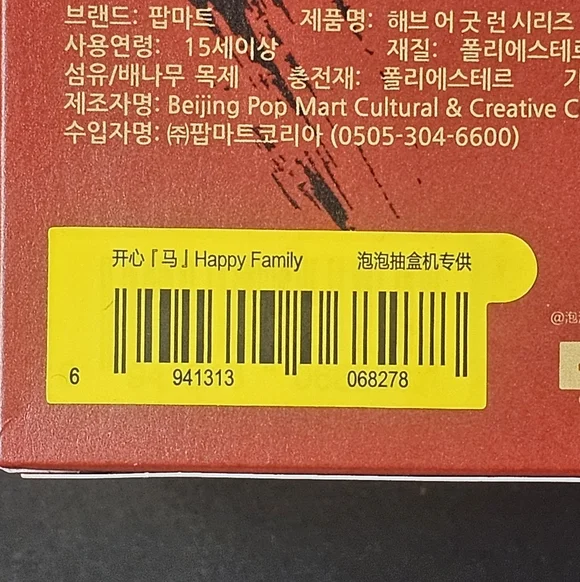 브랜드: 팝마트 제품명: 해브 어 굿 런 시리즈
사용연령: 15세이상 재질: 폴리에스테르
섬유/배나무 목제 충전재: 폴리에스테르
제조자명: Beijing Pop Mart Cultural & Creative C
수입자명: ㈜팝마트코리아 (0505-304-6600)
开心『马』Happy Family 泡泡抽盒机专供
6 941313 068278
@泡